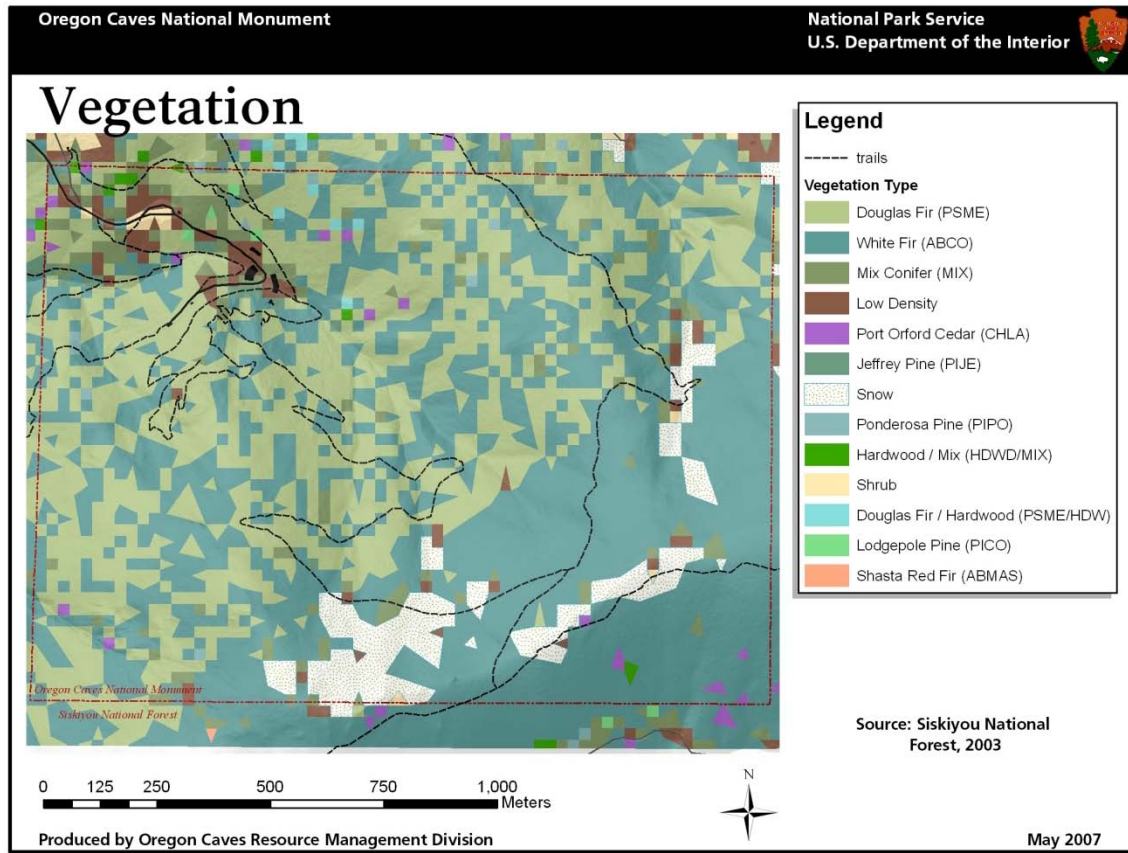 Oregon Caves National Monument
National Park Service
U.S. Department of the Interior
Vegetation
Legend
trails
Vegetation Type
Douglas Fir (PSME)
White Fir (ABCO)
Mix Conifer (MIX)
Low Density
Port Orford Cedar (CHLA)
Jeffrey Pine (PIJE)
Snow
Ponderosa Pine (PIPO)
Hardwood / Mix (HDWD/MIX)
Shrub
Douglas Fir / Hardwood (PSME/HDW)
Lodgepole Pine (PICO)
Shasta Red Fir (ABMAS)
Oregon Caves National Monument
Siskiyou National Forest
Source: Siskiyou National
Forest, 2003
0 125 250 500 750 1,000
Meters
N
Produced by Oregon Caves Resource Management Division
May 2007